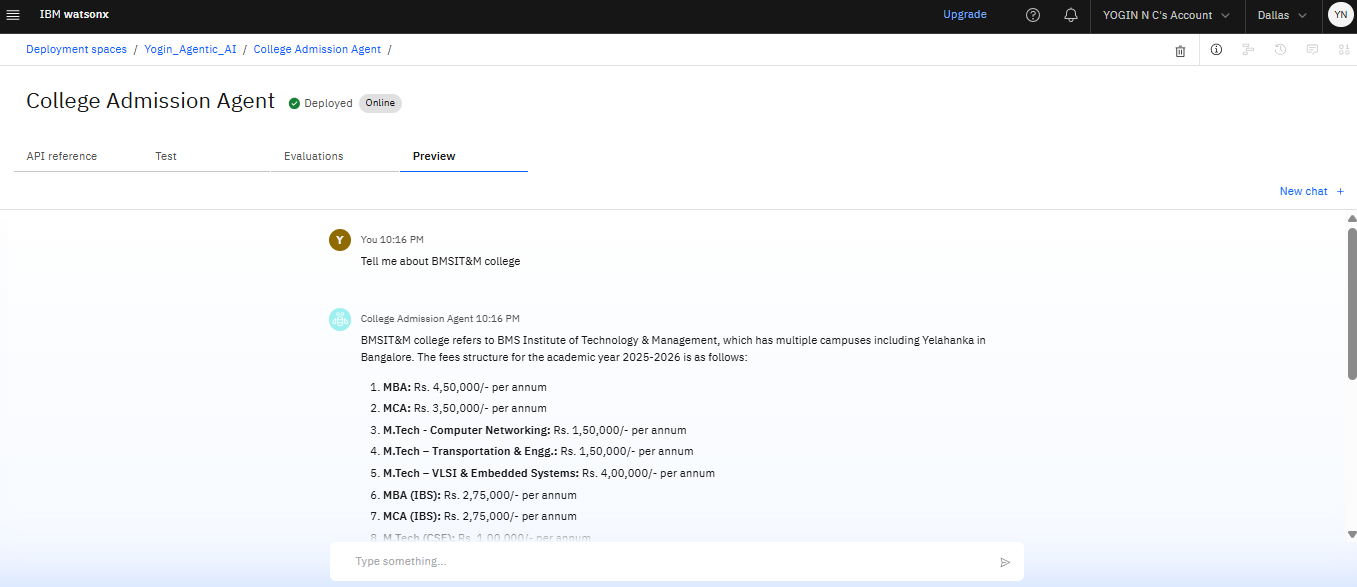 IBM watsonx
Upgrade
YOGIN N C's Account
Dallas
YN
Deployment spaces / Yogin_Agentic_AI / College Admission Agent /
College Admission Agent
Deployed
Online
API reference
Test
Evaluations
Preview
New chat +
Y
You 10:16 PM
Tell me about BMSIT&M college
College Admission Agent 10:16 PM
BMSIT&M college refers to BMS Institute of Technology & Management, which has multiple campuses including Yelahanka in
Bangalore. The fees structure for the academic year 2025-2026 is as follows:
1. MBA: Rs. 4,50,000/- per annum
2. MCA: Rs. 3,50,000/- per annum
3. M.Tech - Computer Networking: Rs. 1,50,000/- per annum
4. M.Tech – Transportation & Engg.: Rs. 1,50,000/- per annum
5. M.Tech – VLSI & Embedded Systems: Rs. 4,00,000/- per annum
6. MBA (IBS): Rs. 2,75,000/- per annum
7. MCA (IBS): Rs. 2,75,000/- per annum
8. M.Tech (CSE): Rs. 1,00,000/- per annum
Type something...